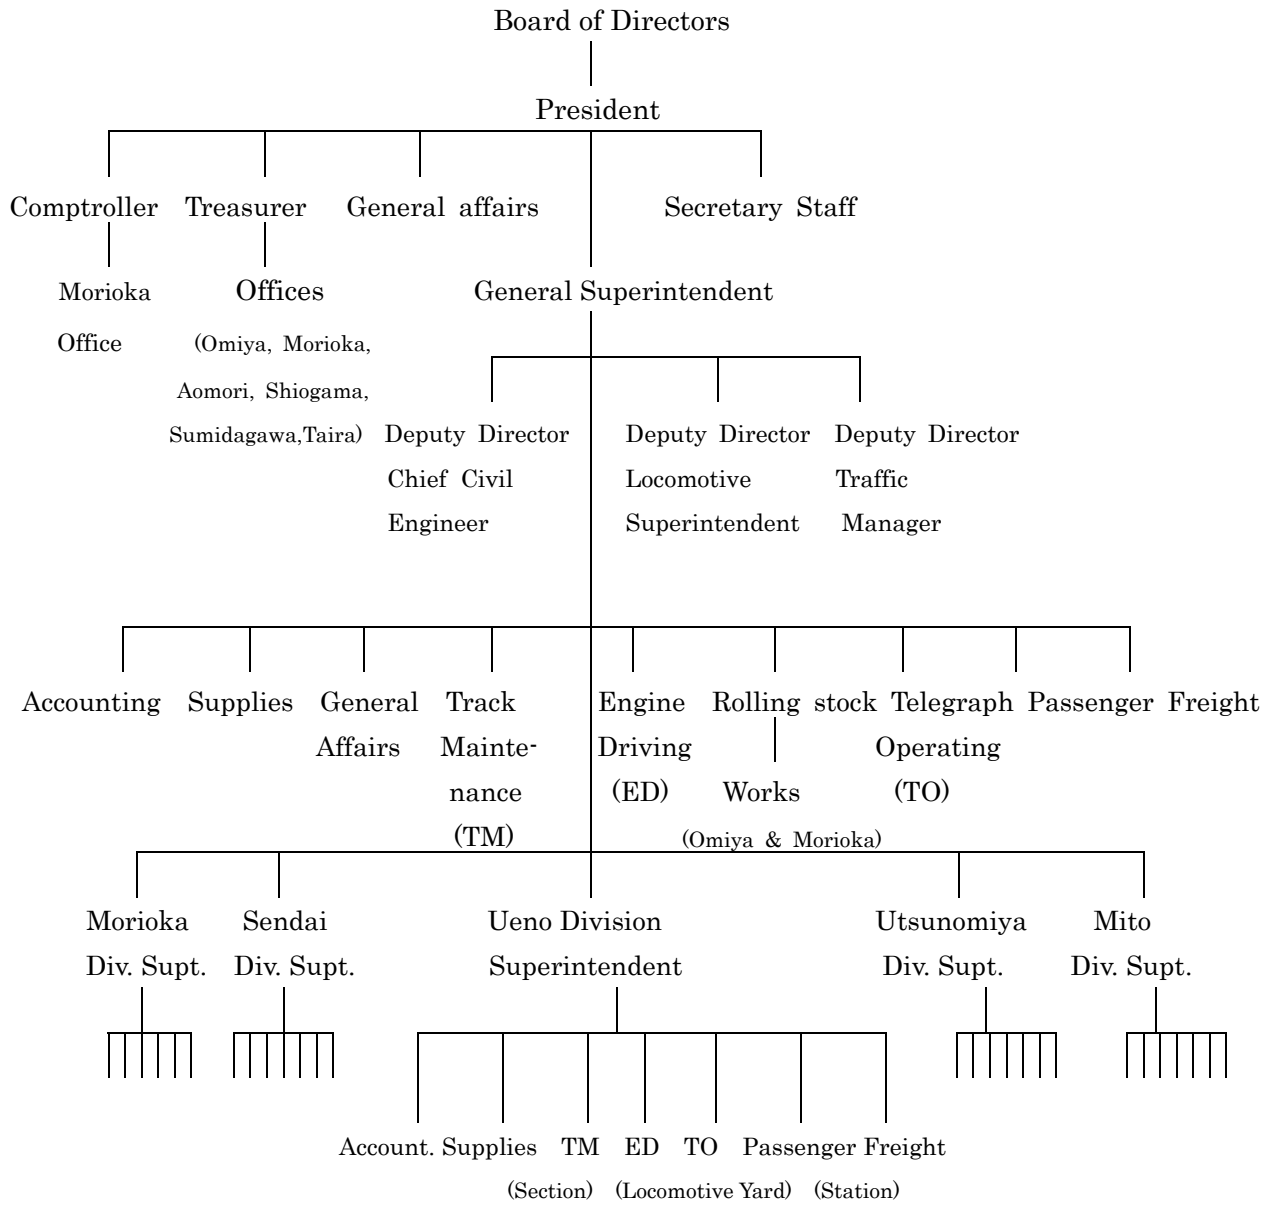 Board of Directors
President
Comptroller Treasurer General affairs Secretary Staff
Morioka Offices General Superintendent
Office (Omiya, Morioka,
Aomori, Shiogama,
Sumidagawa,Taira) Deputy Director Deputy Director Deputy Director
Chief Civil Locomotive Traffic
Engineer Superintendent Manager
Accounting Supplies General Track Engine Rolling stock Telegraph Passenger Freight
Affairs Mainte- Driving Operating
nance (ED) Works (TO)
(TM) (Omiya & Morioka)
Morioka Sendai Ueno Division Utsunomiya Mito
Div. Supt. Div. Supt. Superintendent Div. Supt. Div. Supt.
Account. Supplies TM ED TO Passenger Freight
(Section) (Locomotive Yard) (Station)